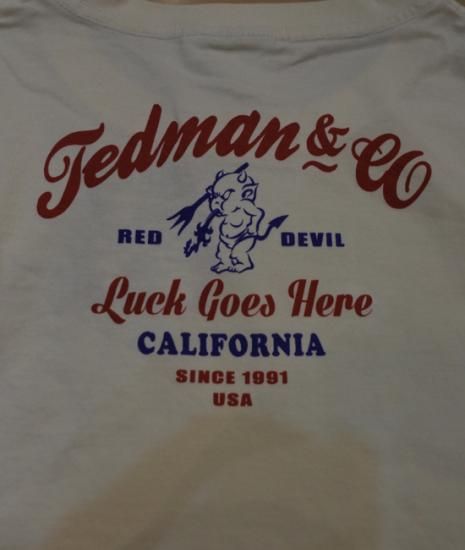 Tedman & CO
RED DEVIL
Luck Goes Here
CALIFORNIA
SINCE 1991
USA